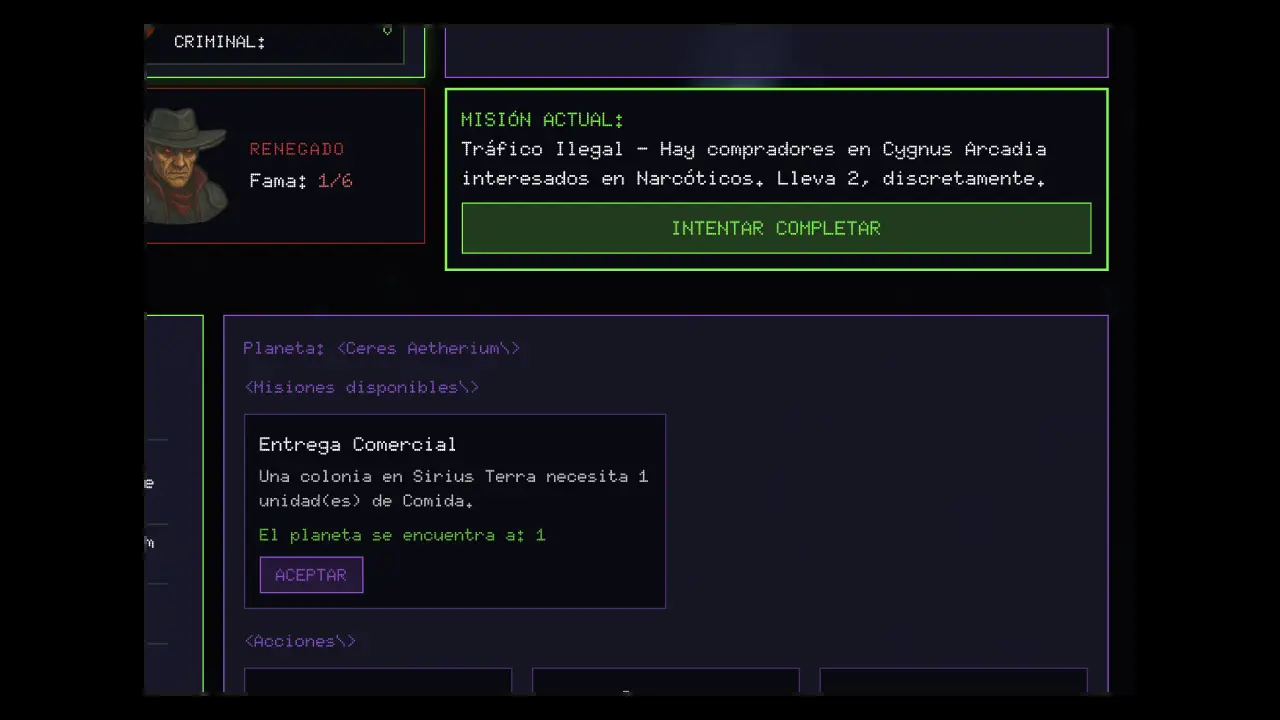 CRIMINAL:
RENEGADO
Fama: 1/6
MISIÓN ACTUAL:
Tráfico Ilegal - Hay compradores en Cygnus Arcadia
interesados en Narcóticos. Lleva 2, discretamente.
INTENTAR COMPLETAR
Planeta: <Ceres Aetherium\>
<Misiones disponibles\>
Entrega Comercial
Una colonia en Sirius Terra necesita 1
unidad(es) de Comida.
El planeta se encuentra a: 1
ACEPTAR
<Acciones\>